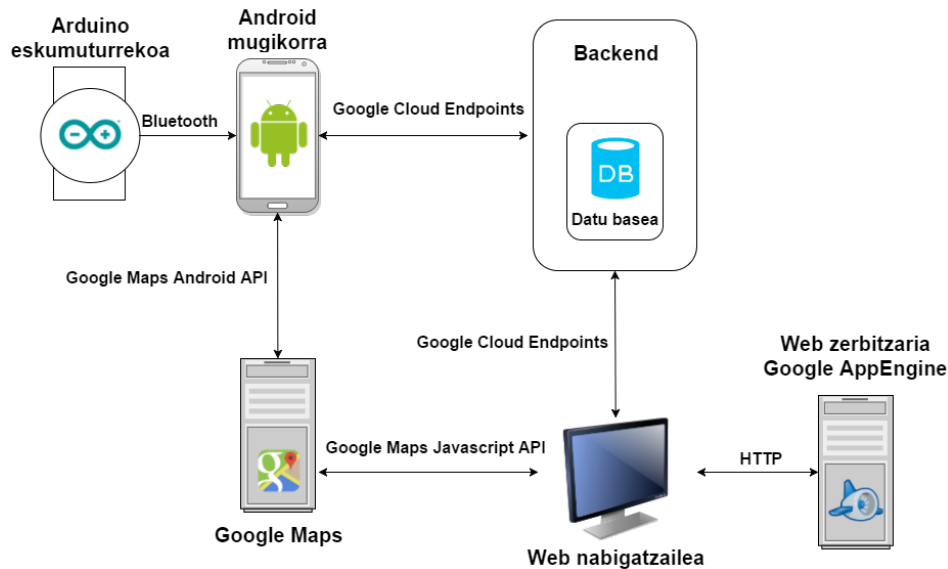 Arduino
eskumuturrekoa
Android
mugikorra
Backend
Bluetooth
Google Cloud Endpoints
DB
Datu basea
Google Maps Android API
Google Cloud Endpoints
Web zerbitzaria
Google AppEngine
Google Maps Javascript API
HTTP
g
Google Maps
Web nabigatzailea